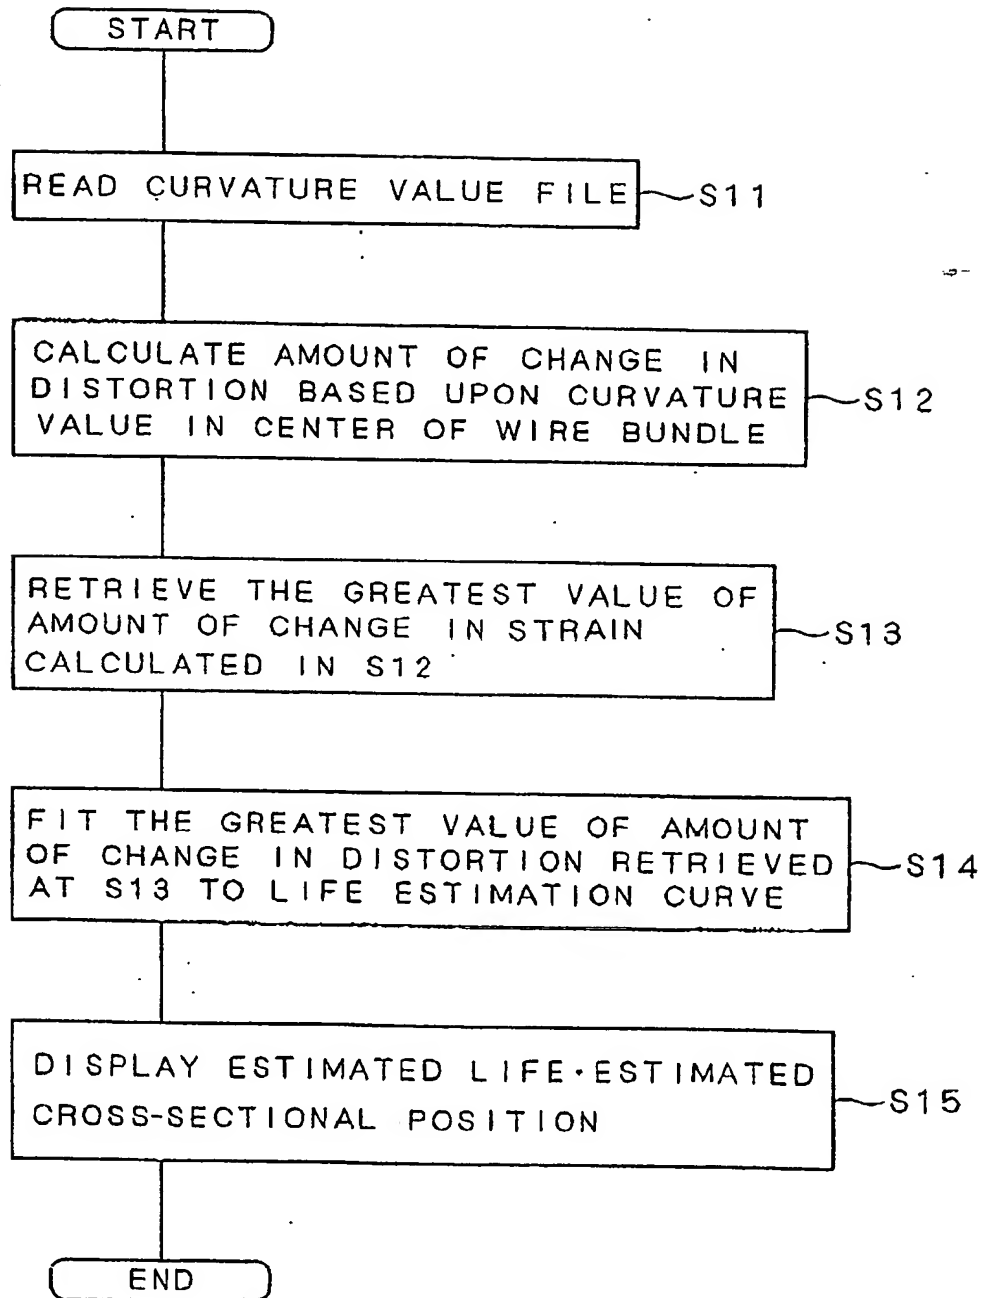 START
READ CURVATURE VALUE FILE
S11
CALCULATE AMOUNT OF CHANGE IN
DISTORTION BASED UPON CURVATURE
VALUE IN CENTER OF WIRE BUNDLE
S12
RETRIEVE THE GREATEST VALUE OF
AMOUNT OF CHANGE IN STRAIN
CALCULATED IN S12
S13
FIT THE GREATEST VALUE OF AMOUNT
OF CHANGE IN DISTORTION RETRIEVED
AT S13 TO LIFE ESTIMATION CURVE
S14
DISPLAY ESTIMATED LIFE·ESTIMATED
CROSS-SECTIONAL POSITION
S15
END